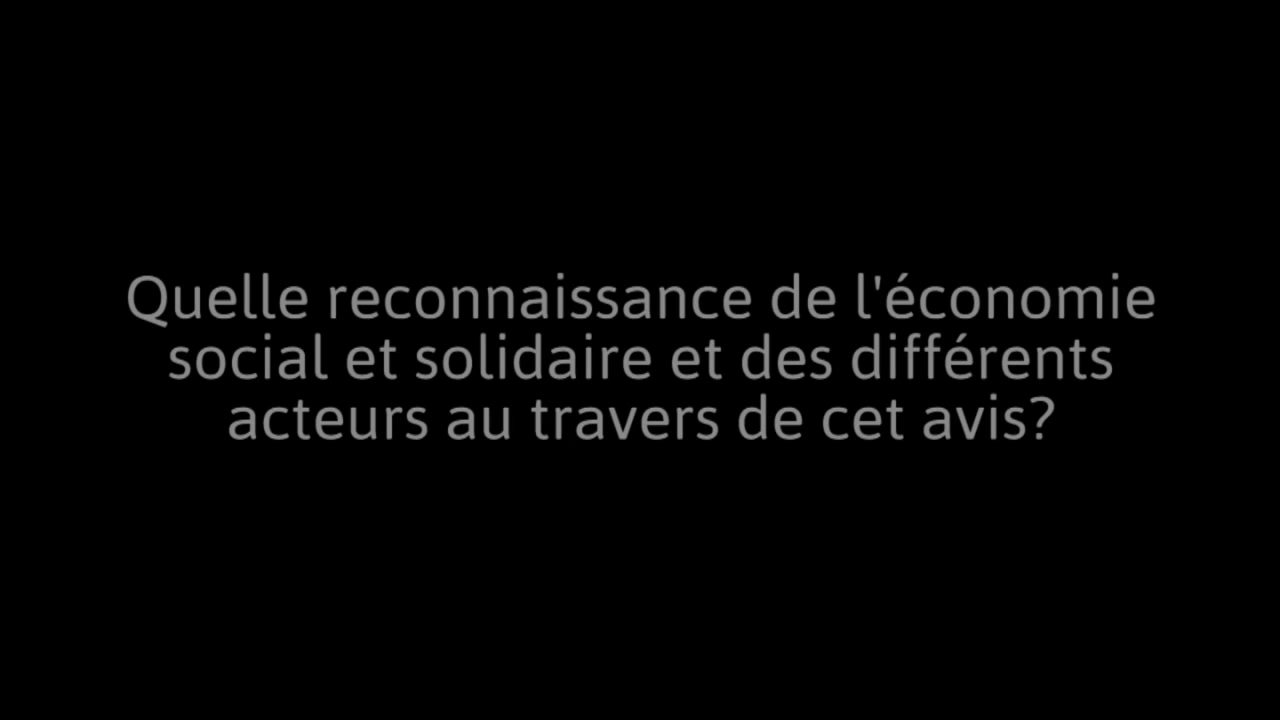 Quelle reconnaissance de l'économie
social et solidaire et des différents
acteurs au travers de cet avis?